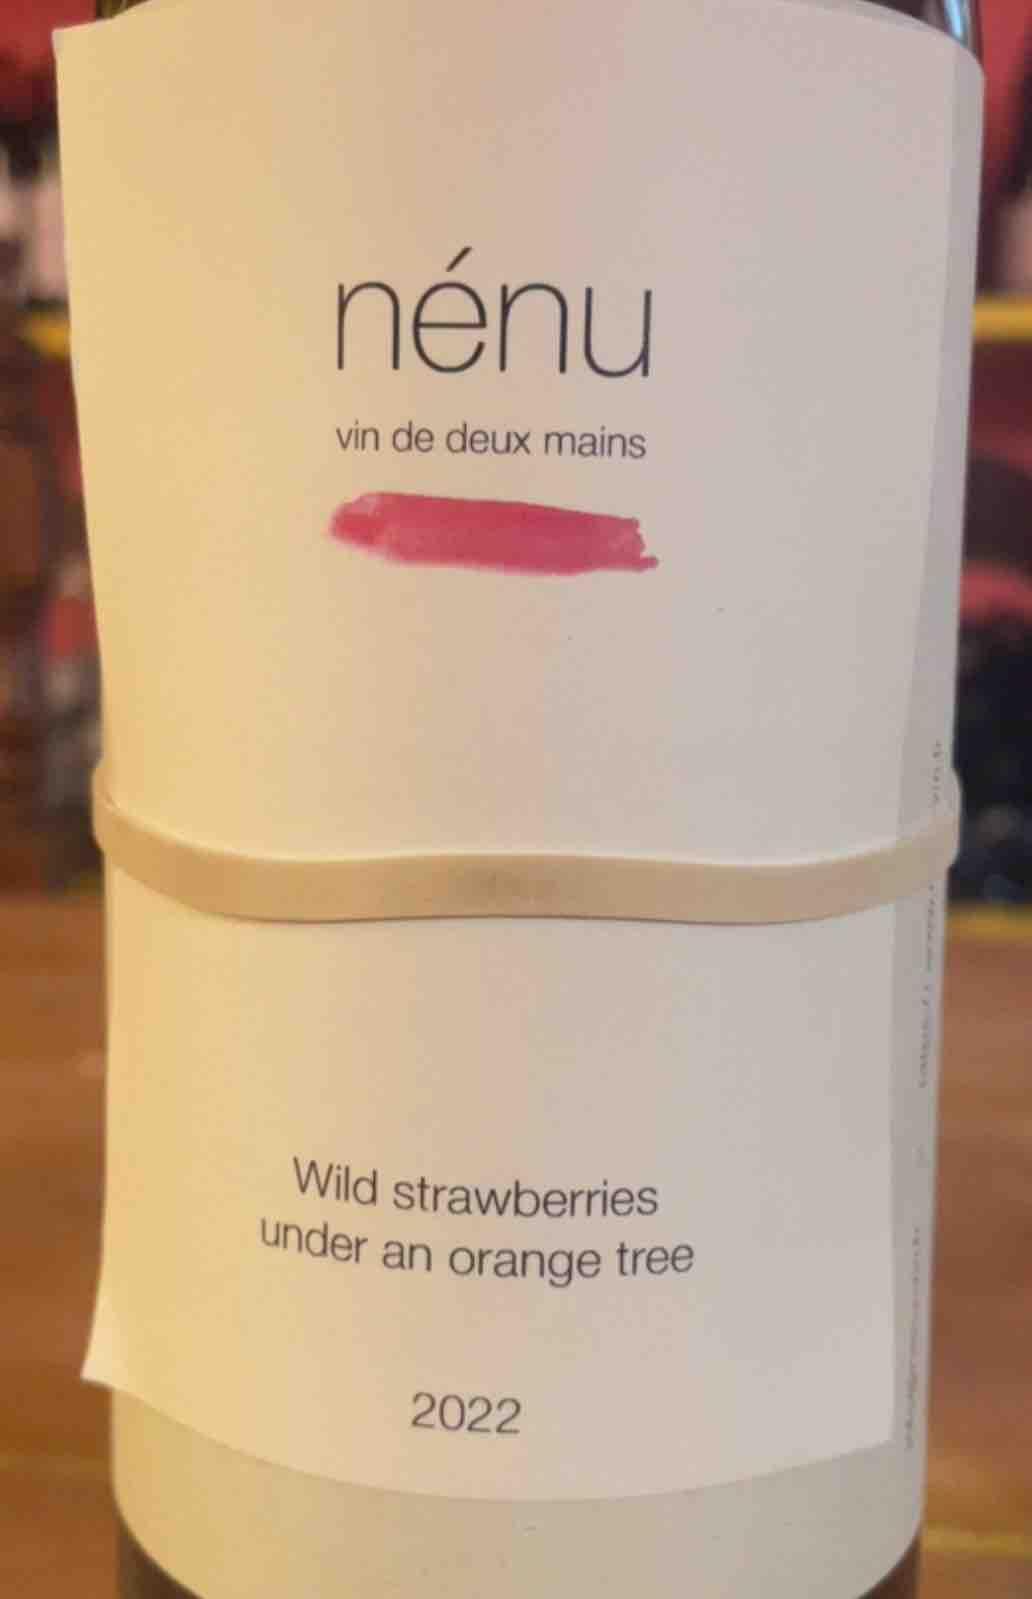 nénu
vin de deux mains
Wild strawberries
under an orange tree
2022